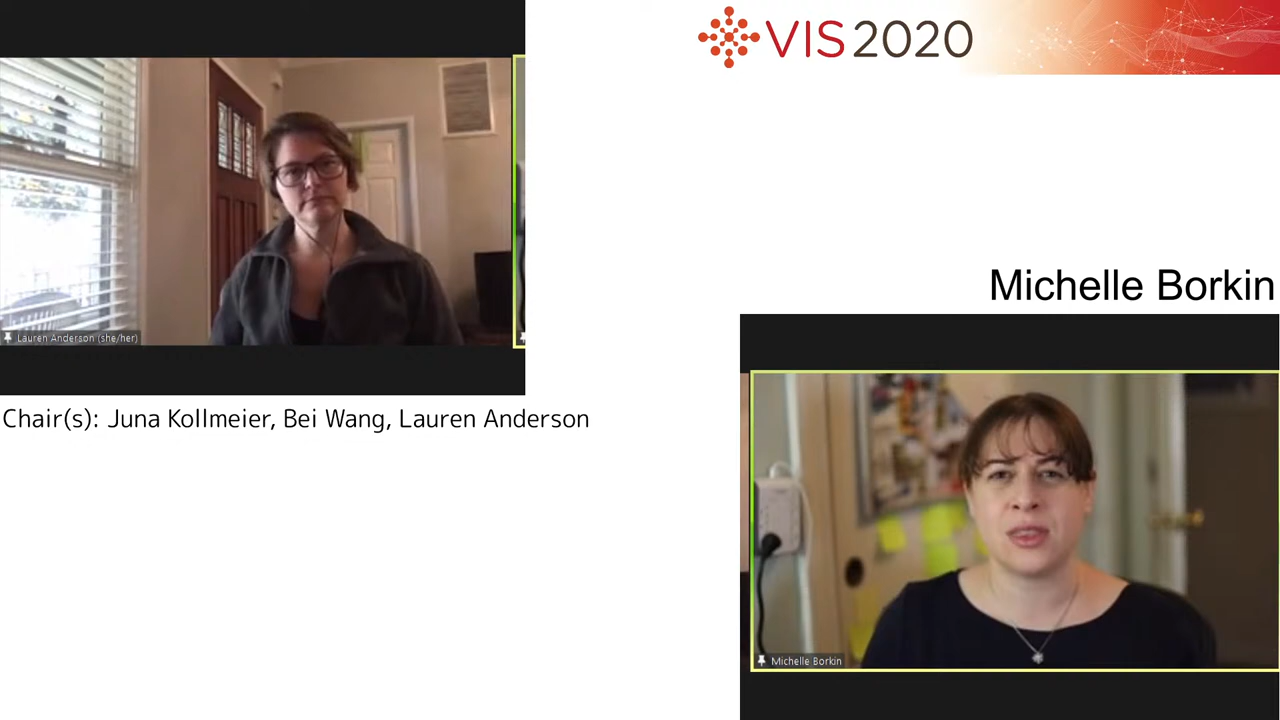 VIS2020
Michelle Borkin
Lauren Anderson (she/her)
Chair(s): Juna Kollmeier, Bei Wang, Lauren Anderson
Michelle Borkin